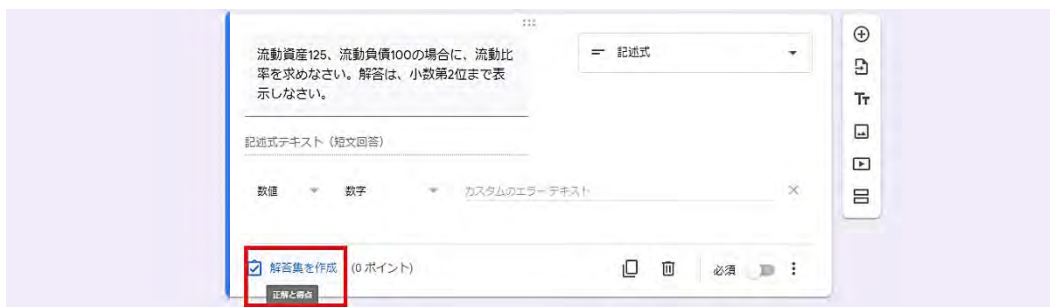 流動資産125、流動負債100の場合に、流動比
率を求めなさい。解答は、小数第2位まで表
示しなさい。
記述式
記述式テキスト（短文回答）
数値 数字 カスタムのエラー テキスト
解答集を作成 (0 ポイント) 必須
正解と得点
Tт